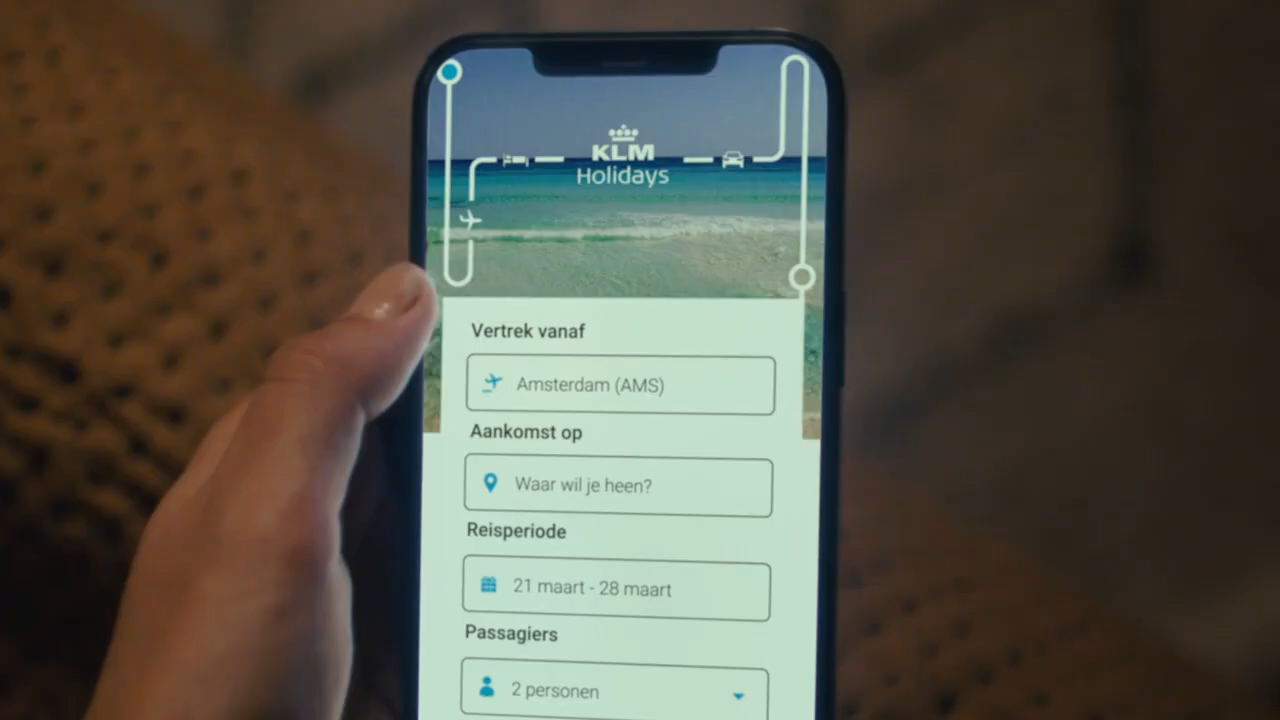 KLM
Holidays
Vertrek vanaf
Amsterdam (AMS)
Aankomst op
Waar wil je heen?
Reisperiode
21 maart - 28 maart
Passagiers
2 personen